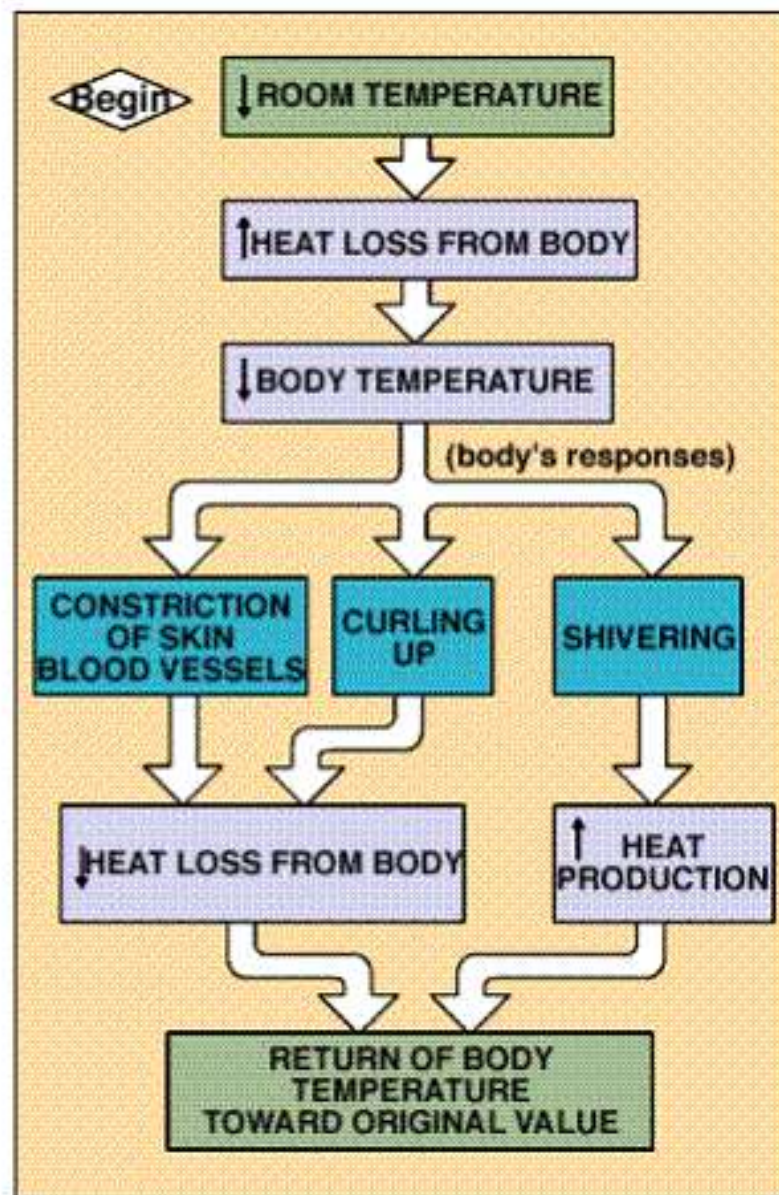 Begin
↓ROOM TEMPERATURE
↑HEAT LOSS FROM BODY
↓BODY TEMPERATURE
(body's responses)
CONSTRICTION
OF SKIN
BLOOD VESSELS
CURLING
UP
SHIVERING
↓HEAT LOSS FROM BODY
↑ HEAT
PRODUCTION
RETURN OF BODY
TEMPERATURE
TOWARD ORIGINAL VALUE